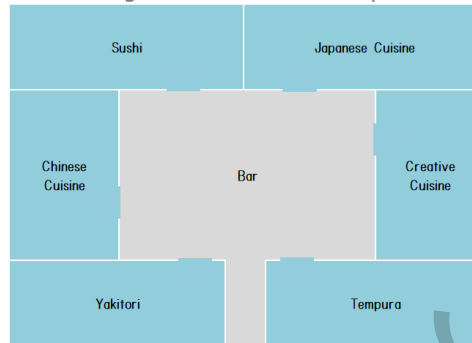 Sushi
Japanese Cuisine
Chinese
Cuisine
Bar
Creative
Cuisine
Yakitori
Tempura